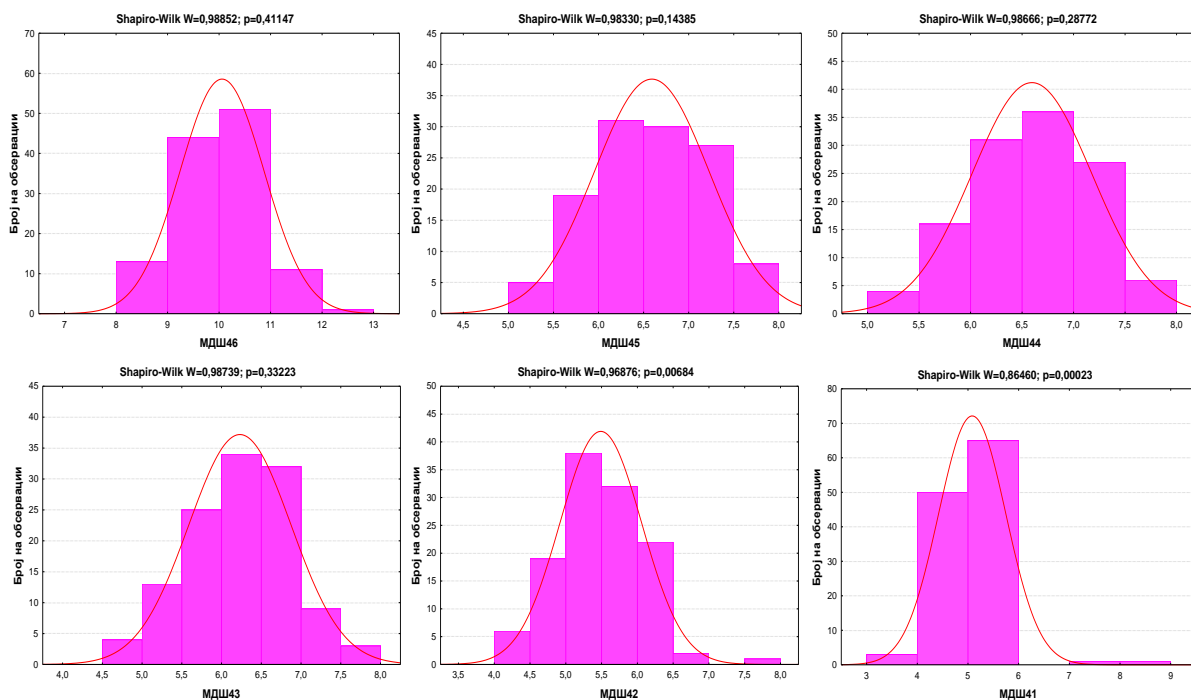 Shapiro-Wilk W=0,98852; p=0,41147
70
60
50
40
30
20
10
0
Број на обсервации
7 8 9 10 11 12 13
МДШ46
Shapiro-Wilk W=0,98330; p=0,14385
45
40
35
30
25
20
15
10
5
0
Број на обсервации
4,5 5,0 5,5 6,0 6,5 7,0 7,5 8,0
МДШ45
Shapiro-Wilk W=0,98666; p=0,28772
50
45
40
35
30
25
20
15
10
5
0
Број на обсервации
5,0 5,5 6,0 6,5 7,0 7,5 8,0
МДШ44
Shapiro-Wilk W=0,98739; p=0,33223
45
40
35
30
25
20
15
10
5
0
Број на обсервации
4,0 4,5 5,0 5,5 6,0 6,5 7,0 7,5 8,0
МДШ43
Shapiro-Wilk W=0,96876; p=0,00684
50
45
40
35
30
25
20
15
10
5
0
Број на обсервации
3,5 4,0 4,5 5,0 5,5 6,0 6,5 7,0 7,5 8,0
МДШ42
Shapiro-Wilk W=0,86460; p=0,00023
80
70
60
50
40
30
20
10
0
Број на обсервации
3 4 5 6 7 8 9
МДШ41